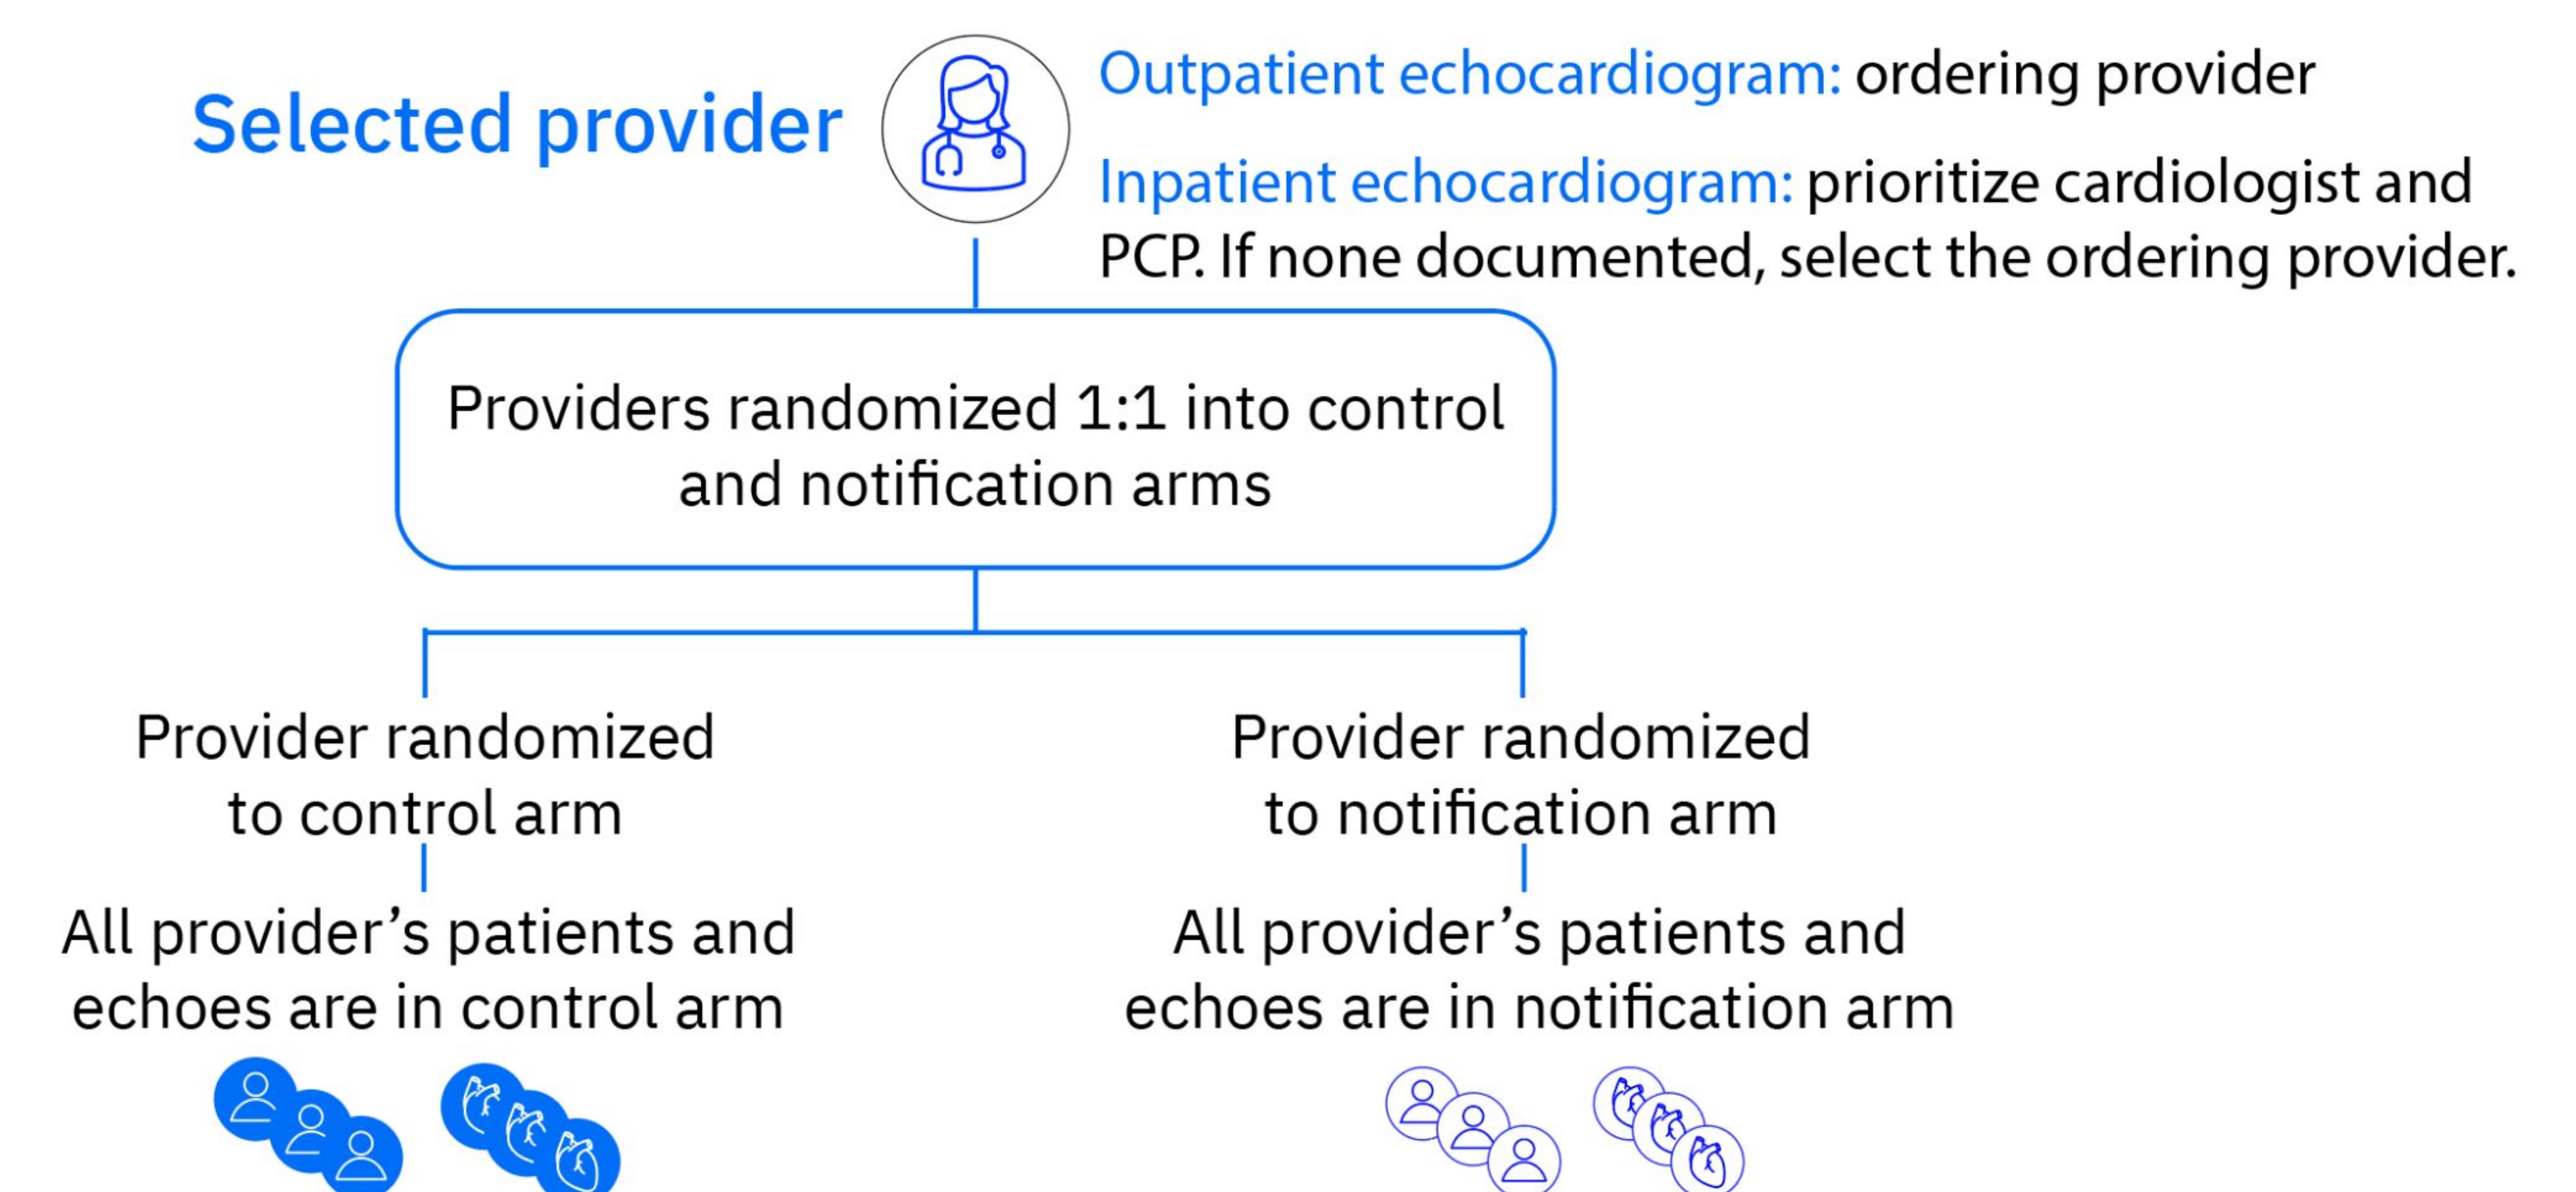 Selected provider
Outpatient echocardiogram: ordering provider
Inpatient echocardiogram: prioritize cardiologist and
PCP. If none documented, select the ordering provider.
Providers randomized 1:1 into control
and notification arms
Provider randomized
to control arm
All provider’s patients and
echoes are in control arm
Provider randomized
to notification arm
All provider’s patients and
echoes are in notification arm